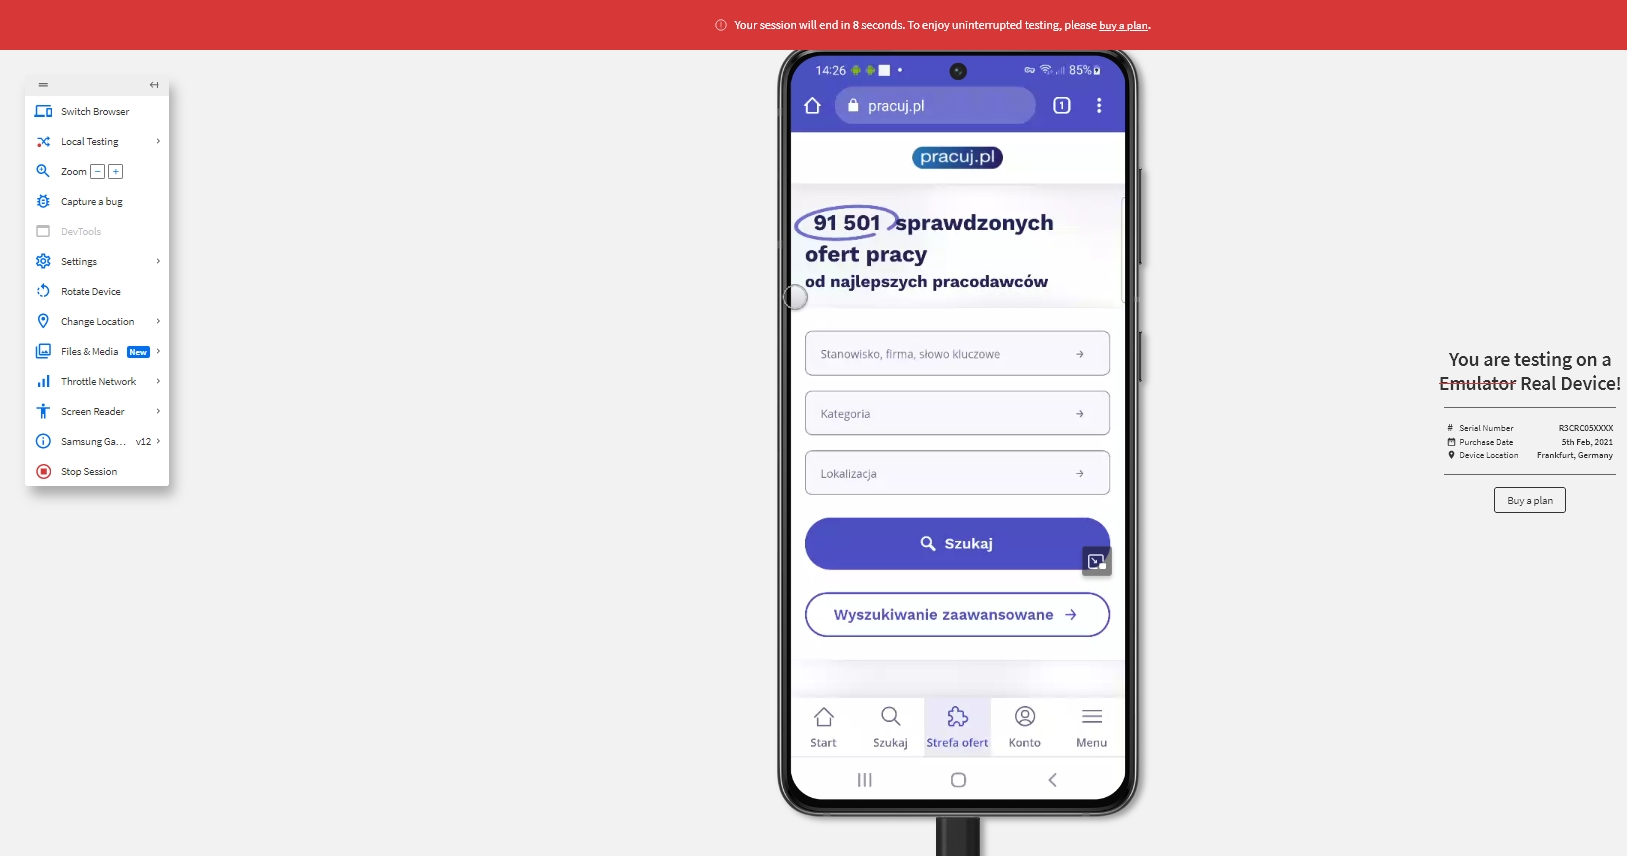 Your session will end in 8 seconds. To enjoy uninterrupted testing, please buy a plan.
Switch Browser
Local Testing
Zoom − +
Capture a bug
DevTools
Settings
Rotate Device
Change Location
Files & Media New
Throttle Network
Screen Reader
Samsung Ga... v12
Stop Session
14:26 85%
pracuj.pl 1
pracuj.pl
91 501 sprawdzonych
ofert pracy
od najlepszych pracodawców
Stanowisko, firma, słowo kluczowe
Kategoria
Lokalizacja
Szukaj
Wyszukiwanie zaawansowane
Start Szukaj Strefa ofert Konto Menu
You are testing on a
Emulator Real Device!
# Serial Number R3CRC05XXXX
Purchase Date 5th Feb, 2021
Device Location Frankfurt, Germany
Buy a plan